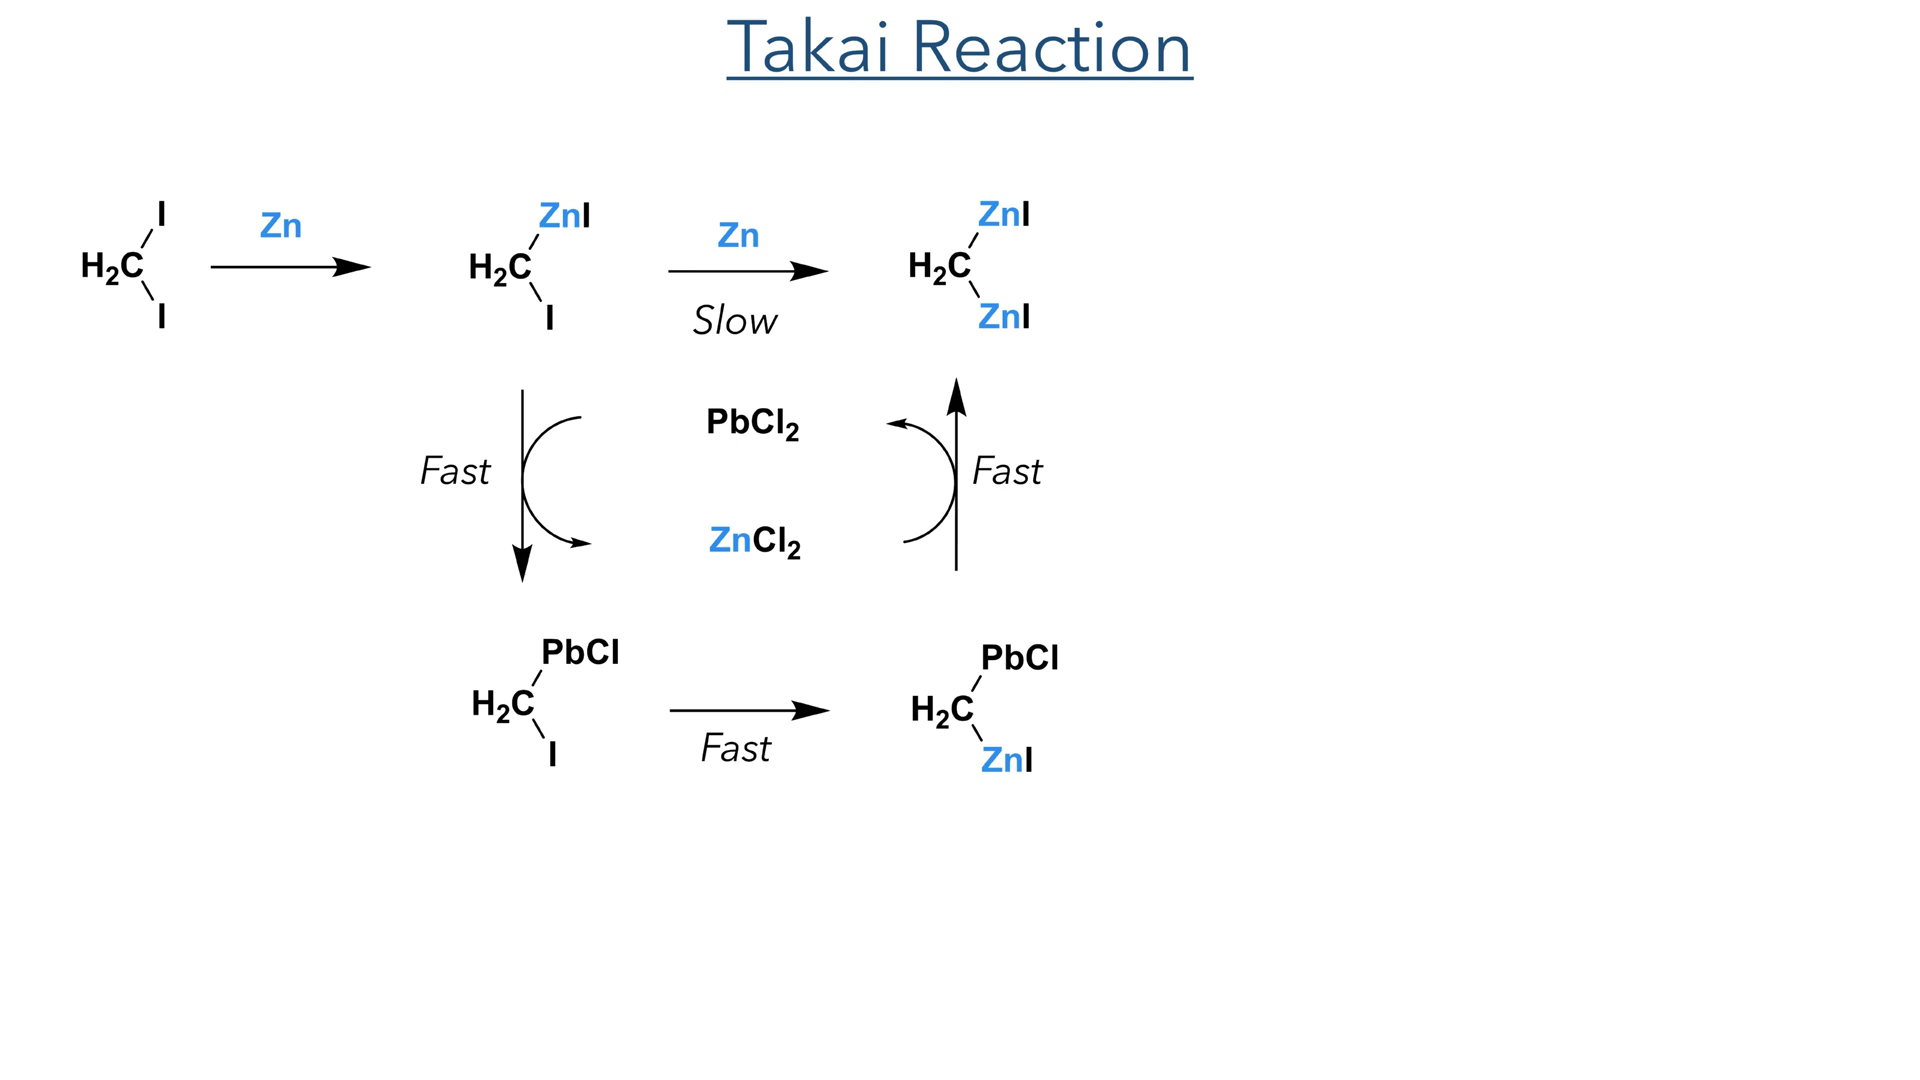 Takai Reaction
I
H₂C
I
Zn
ZnI
H₂C
I
Zn
Slow
ZnI
H₂C
ZnI
Fast
PbCl₂
ZnCl₂
Fast
PbCl
H₂C
I
Fast
PbCl
H₂C
ZnI